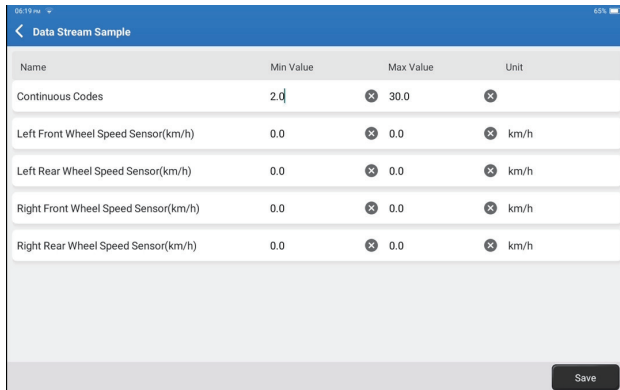 06:19 PM 65%
Data Stream Sample
Name Min Value Max Value Unit
Continuous Codes 2.0 30.0
Left Front Wheel Speed Sensor(km/h) 0.0 0.0 km/h
Left Rear Wheel Speed Sensor(km/h) 0.0 0.0 km/h
Right Front Wheel Speed Sensor(km/h) 0.0 0.0 km/h
Right Rear Wheel Speed Sensor(km/h) 0.0 0.0 km/h
Save